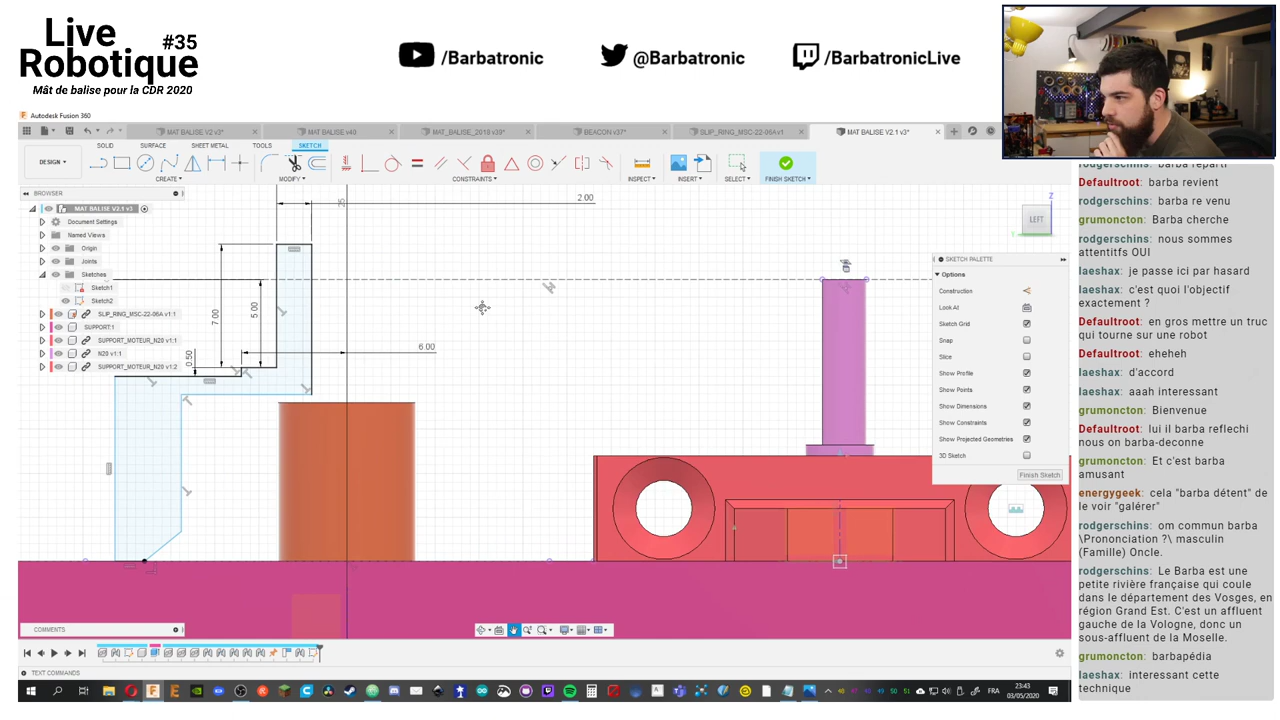 Live
Robotique
#35
Mât de balise pour la CDR 2020
/Barbatronic
@Barbatronic
/BarbatronicLive
Autodesk Fusion 360
MAT BALISE V2 v3*
MAT BALISE v40
MAT_BALISE_2019 v39*
BEACON v37*
SLIP_RING_MSC-22-06A v1
MAT BALISE V2.1 v3*
SOLID
SURFACE
SHEET METAL
TOOLS
SKETCH
DESIGN
CREATE
MODIFY
CONSTRAINTS
INSPECT
INSERT
SELECT
FINISH SKETCH
BROWSER
MAT BALISE V2.1 v3
Document Settings
Named Views
Origin
Joints
Sketches
Sketch1
Sketch2
SLIP_RING_MSC-22-06A v1:1
SUPPORT:1
SUPPORT_MOTEUR_N20 v1:1
N20 v1:1
SUPPORT_MOTEUR_N20 v1:2
2.00
25
7.00
5.00
6.00
0.50
Z
LEFT
SKETCH PALETTE
Options
Construction
Look At
Sketch Grid
Snap
Slice
Show Profile
Show Points
Show Dimensions
Show Constraints
Show Projected Geometries
3D Sketch
Finish Sketch
COMMENTS
TEXT COMMANDS
FRA
23:43
03/05/2020
rodgerschins: barba reparti
Defaultroot: barba revient
rodgerschins: barba re venu
grumoncton: Barba cherche
rodgerschins: nous sommes
attentitfs OUI
laeshax: je passe ici par hasard
laeshax: c'est quoi l'objectif
exactement ?
Defaultroot: en gros mettre un truc
qui tourne sur une robot
Defaultroot: eheheh
laeshax: d'accord
laeshax: aaah interessant
grumoncton: Bienvenue
Defaultroot: lui il barba reflechi
nous on barba-deconne
grumoncton: Et c'est barba
amusant
energygeek: cela "barba détent" de
le voir "galérer"
rodgerschins: om commun barba
\Prononciation ?\ masculin
(Famille) Oncle.
rodgerschins: Le Barba est une
petite rivière française qui coule
dans le département des Vosges, en
région Grand Est. C'est un affluent
gauche de la Vologne, donc un
sous-affluent de la Moselle.
grumoncton: barbapédia
laeshax: interessant cette
technique